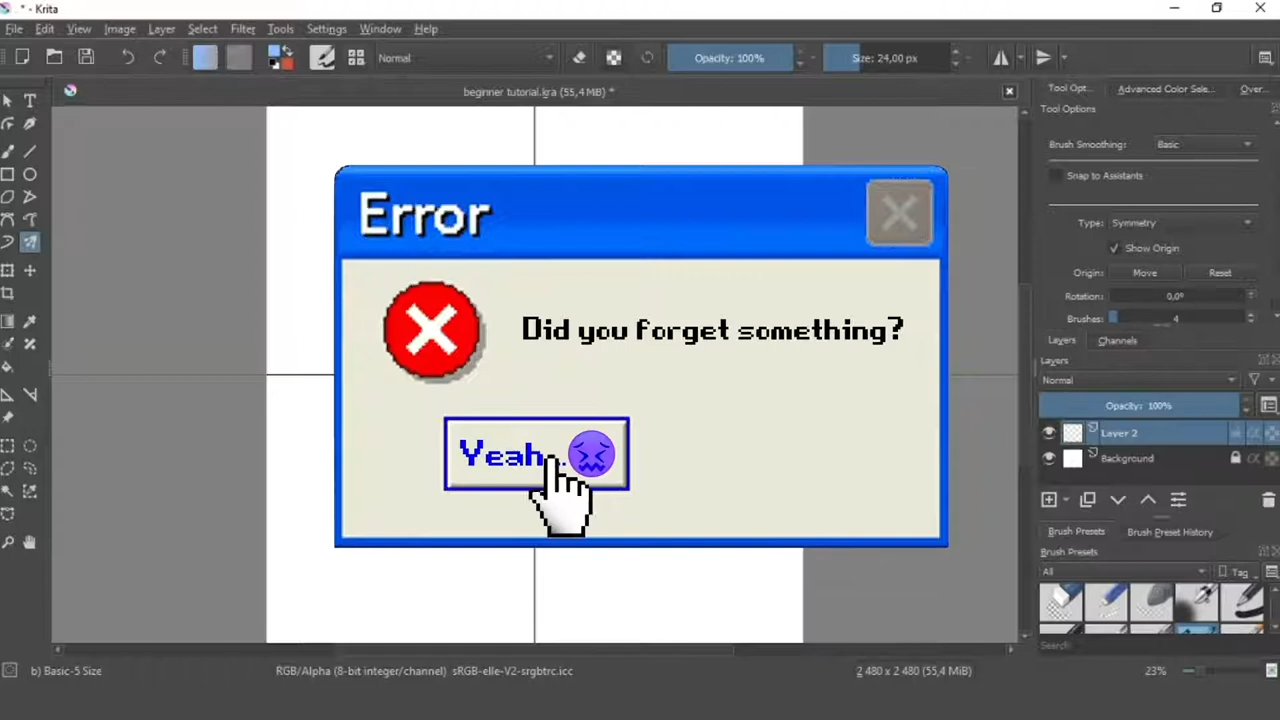 * - Krita
File Edit View Image Layer Select Filter Tools Settings Window Help
Normal Opacity: 100% Size: 24,00 px
beginner tutorial.kra (55,4 MiB) *
Tool Opt... Advanced Color Sele... Over...
Tool Options
Brush Smoothing: Basic
Snap to Assistants
Type: Symmetry
Show Origin
Origin: Move Reset
Rotation: 0,0°
Brushes: 4
Layers Channels
Layers
Normal
Opacity: 100%
Layer 2
Background
Brush Presets Brush Preset History
Brush Presets
All Tag
Search
Error
Did you forget something?
Yeah...
b) Basic-5 Size RGB/Alpha (8-bit integer/channel) sRGB-elle-V2-srgbtrc.icc 2 480 x 2 480 (55,4 MiB) 23%